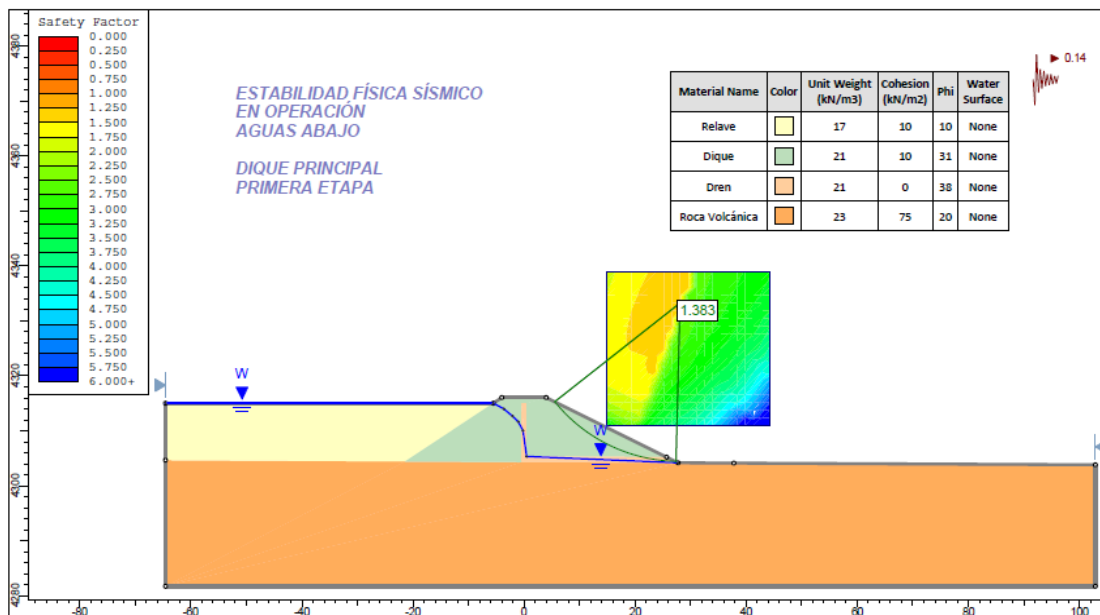 Safety Factor
0.000
0.250
0.500
0.750
1.000
1.250
1.500
1.750
2.000
2.250
2.500
2.750
3.000
3.250
3.500
3.750
4.000
4.250
4.500
4.750
5.000
5.250
5.500
5.750
6.000+
ESTABILIDAD FÍSICA SÍSMICO
EN OPERACIÓN
AGUAS ABAJO
DIQUE PRINCIPAL
PRIMERA ETAPA
0.14
Material Name Color Unit Weight (kN/m3) Cohesion (kN/m2) Phi Water Surface
Relave 17 10 10 None
Dique 21 10 31 None
Dren 21 0 38 None
Roca Volcánica 23 75 20 None
1.383
W
W
4380
4360
4340
4320
4300
4280
-80 -60 -40 -20 0 20 40 60 80 100